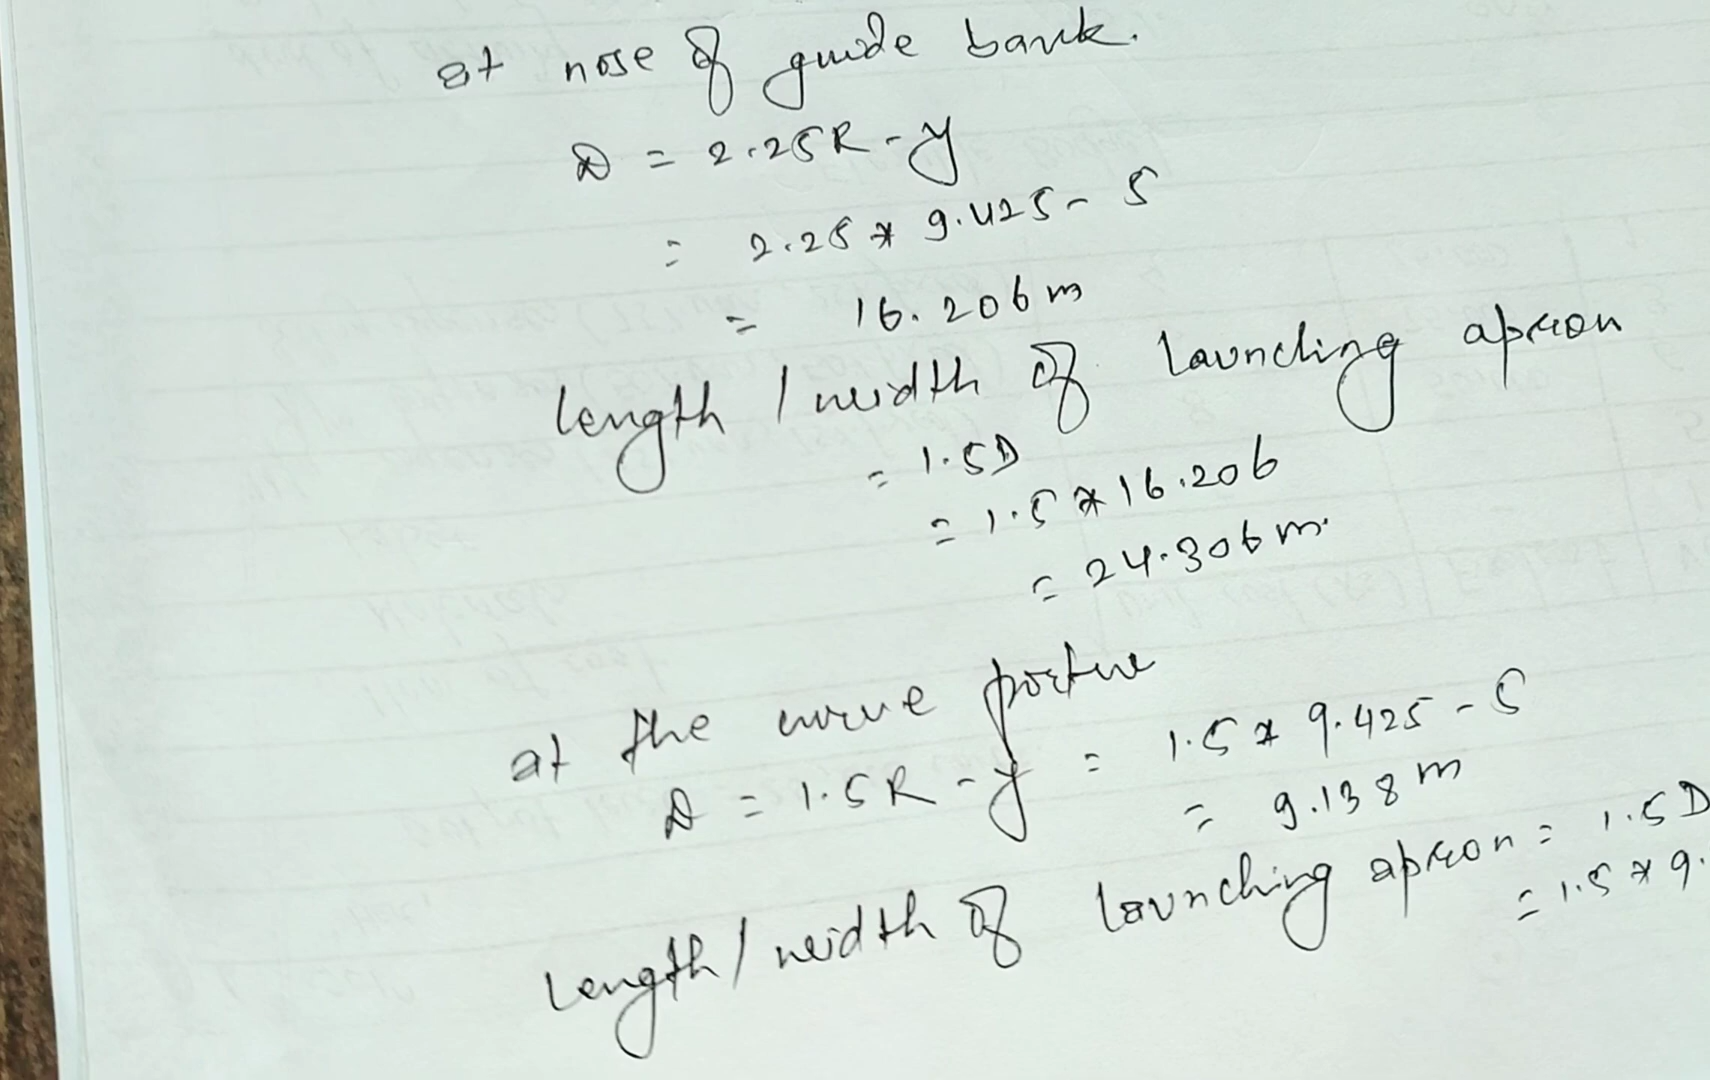 at nose of guide bank.
D = 2.25R - y
= 2.25 * 9.425 - 5
= 16.206 m
length / width of launching apron
= 1.5D
= 1.5 * 16.206
= 24.306 m.
at the curve portine
D = 1.5R - y = 1.5 * 9.425 - 5
= 9.138 m
Length / width of launching apron = 1.5D
= 1.5 * 9.